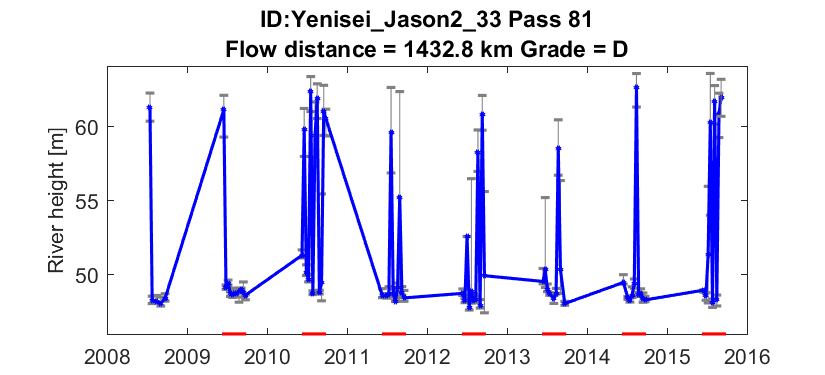 ID:Yenisei_Jason2_33 Pass 81
Flow distance = 1432.8 km Grade = D
River height [m]
60
55
50
2008 2009 2010 2011 2012 2013 2014 2015 2016